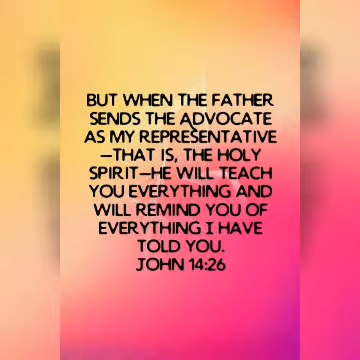 BUT WHEN THE FATHER
SENDS THE ADVOCATE
AS MY REPRESENTATIVE
—THAT IS, THE HOLY
SPIRIT—HE WILL TEACH
YOU EVERYTHING AND
WILL REMIND YOU OF
EVERYTHING I HAVE
TOLD YOU.
JOHN 14:26